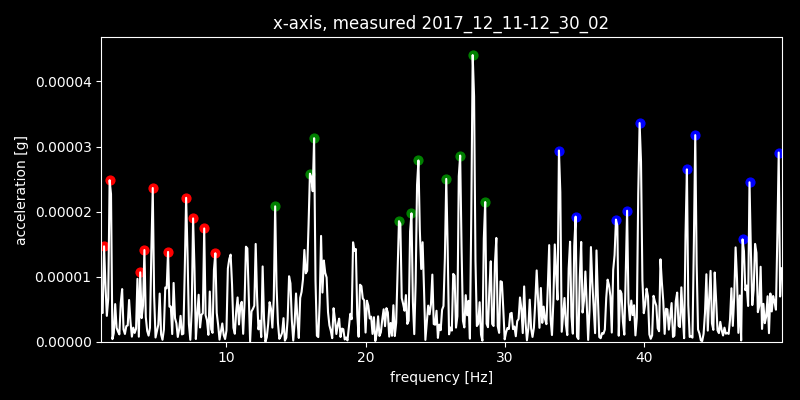 x-axis, measured 2017_12_11-12_30_02
0.00004
0.00003
0.00002
0.00001
0.00000
acceleration [g]
10 20 30 40
frequency [Hz]